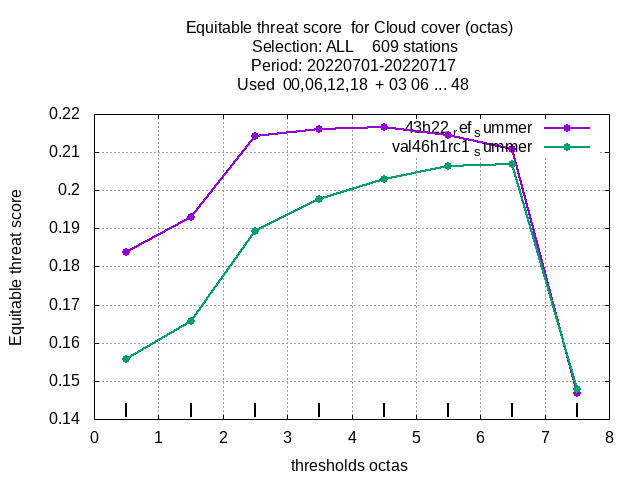 Equitable threat score  for Cloud cover (octas)
Selection: ALL    609 stations
Period: 20220701-20220717
Used  00,06,12,18  + 03 06 ... 48
43h22_ref_summer
val46h1rc1_summer
Equitable threat score
0.22
0.21
0.2
0.19
0.18
0.17
0.16
0.15
0.14
0 1 2 3 4 5 6 7 8
thresholds octas